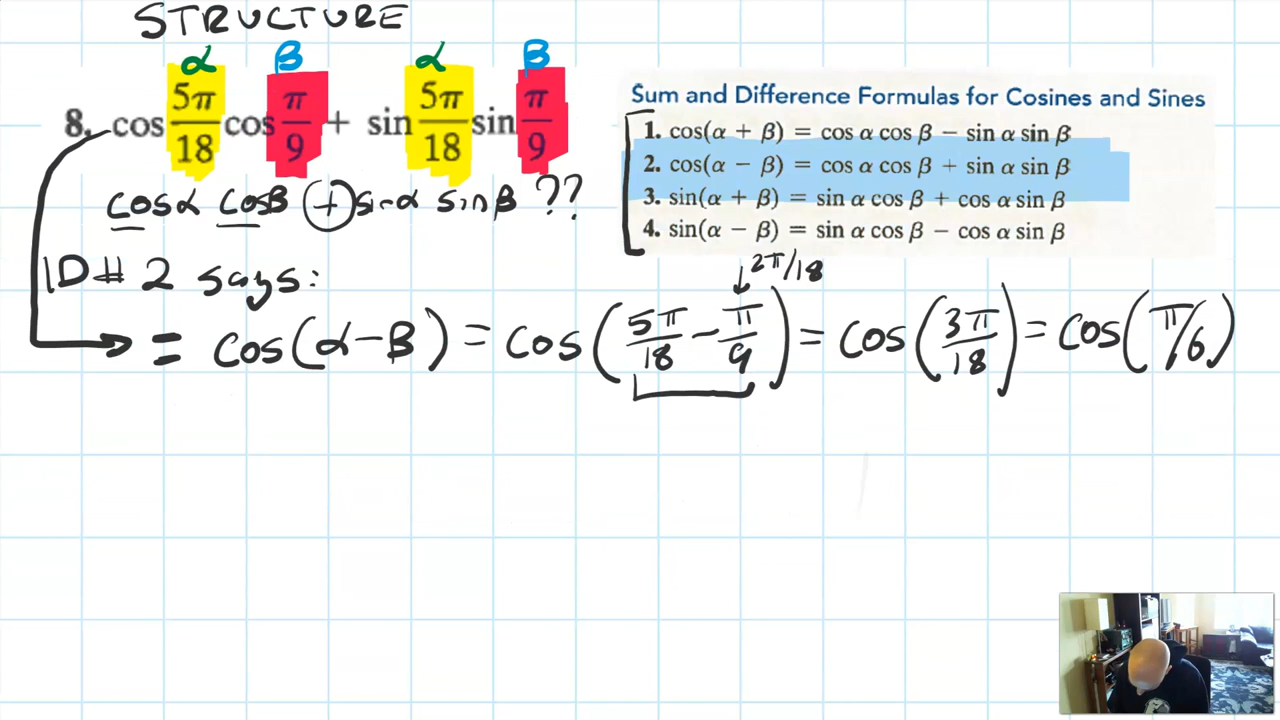 STRUCTURE
α β α β
8. cos 5π/18 cos π/9 + sin 5π/18 sin π/9
cosα cosβ + sinα sinβ ??
Sum and Difference Formulas for Cosines and Sines
1. cos(α + β) = cos α cos β − sin α sin β
2. cos(α − β) = cos α cos β + sin α sin β
3. sin(α + β) = sin α cos β + cos α sin β
4. sin(α − β) = sin α cos β − cos α sin β
ID# 2 says:
2π/18
= cos(α−β) = cos(5π/18 − π/9) = cos(3π/18) = cos(π/6)